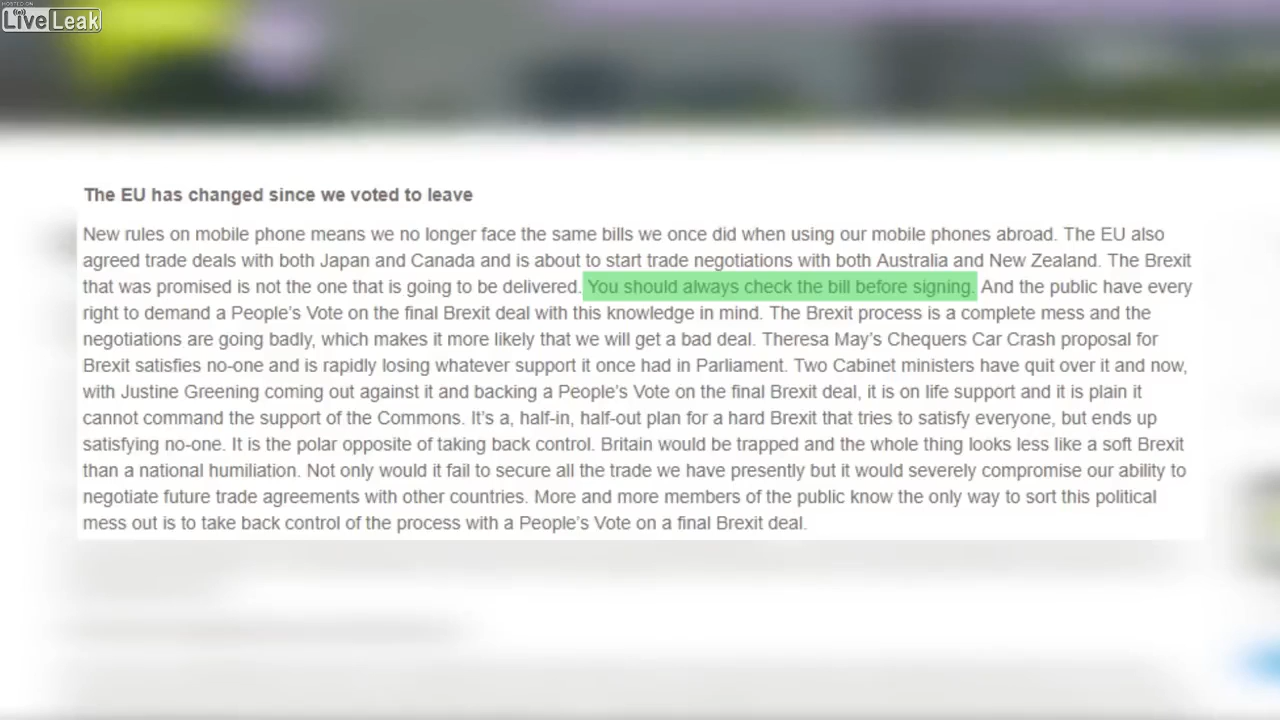 HOSTED ON
LiveLeak
The EU has changed since we voted to leave
New rules on mobile phone means we no longer face the same bills we once did when using our mobile phones abroad. The EU also
agreed trade deals with both Japan and Canada and is about to start trade negotiations with both Australia and New Zealand. The Brexit
that was promised is not the one that is going to be delivered. You should always check the bill before signing. And the public have every
right to demand a People's Vote on the final Brexit deal with this knowledge in mind. The Brexit process is a complete mess and the
negotiations are going badly, which makes it more likely that we will get a bad deal. Theresa May's Chequers Car Crash proposal for
Brexit satisfies no-one and is rapidly losing whatever support it once had in Parliament. Two Cabinet ministers have quit over it and now,
with Justine Greening coming out against it and backing a People's Vote on the final Brexit deal, it is on life support and it is plain it
cannot command the support of the Commons. It's a, half-in, half-out plan for a hard Brexit that tries to satisfy everyone, but ends up
satisfying no-one. It is the polar opposite of taking back control. Britain would be trapped and the whole thing looks less like a soft Brexit
than a national humiliation. Not only would it fail to secure all the trade we have presently but it would severely compromise our ability to
negotiate future trade agreements with other countries. More and more members of the public know the only way to sort this political
mess out is to take back control of the process with a People's Vote on a final Brexit deal.